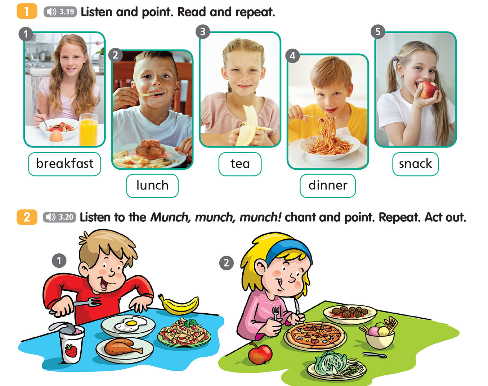 1 3.19 Listen and point. Read and repeat.
1 2 3 4 5
breakfast lunch tea dinner snack
2 3.20 Listen to the Munch, munch, munch! chant and point. Repeat. Act out.
1 2